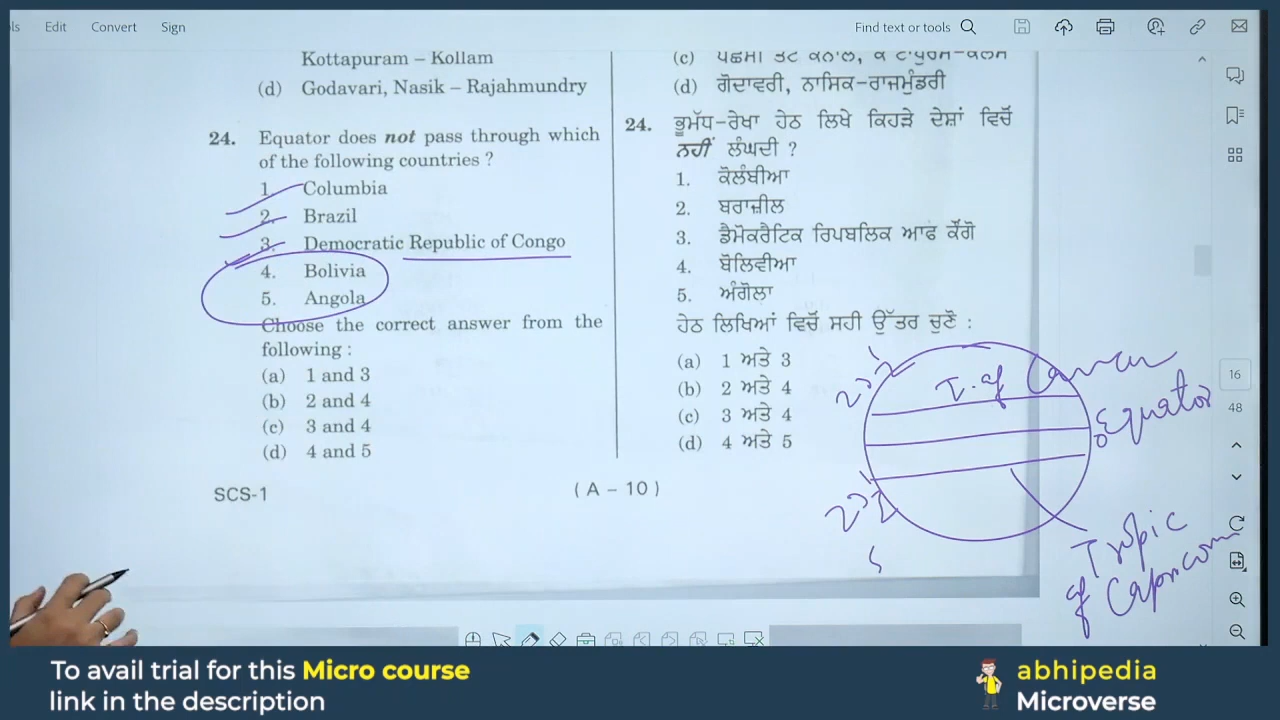 Edit Convert Sign
Find text or tools
Kottapuram – Kollam
(d) Godavari, Nasik – Rajahmundry
24. Equator does not pass through which
of the following countries ?
1. Columbia
2. Brazil
3. Democratic Republic of Congo
4. Bolivia
5. Angola
Choose the correct answer from the
following :
(a) 1 and 3
(b) 2 and 4
(c) 3 and 4
(d) 4 and 5
SCS-1
( A – 10 )
(c)
(d) ਗੋਦਾਵਰੀ, ਨਾਸਿਕ-ਰਾਜਮੁੰਡਰੀ
24. ਭੂਮੱਧ-ਰੇਖਾ ਹੇਠ ਲਿਖੇ ਕਿਹੜੇ ਦੇਸ਼ਾਂ ਵਿਚੋਂ
ਨਹੀਂ ਲੰਘਦੀ ?
1. ਕੋਲੰਬੀਆ
2. ਬਰਾਜ਼ੀਲ
3. ਡੈਮੋਕਰੈਟਿਕ ਰਿਪਬਲਿਕ ਆਫ ਕੌਂਗੋ
4. ਬੋਲਿਵੀਆ
5. ਅੰਗੋਲਾ
ਹੇਠ ਲਿਖਿਆਂ ਵਿਚੋਂ ਸਹੀ ਉੱਤਰ ਚੁਣੋ :
(a) 1 ਅਤੇ 3
(b) 2 ਅਤੇ 4
(c) 3 ਅਤੇ 4
(d) 4 ਅਤੇ 5
T. of Cancer
Equator
0
Tropic
of Capricorn
16
48
To avail trial for this Micro course
link in the description
abhipedia
Microverse